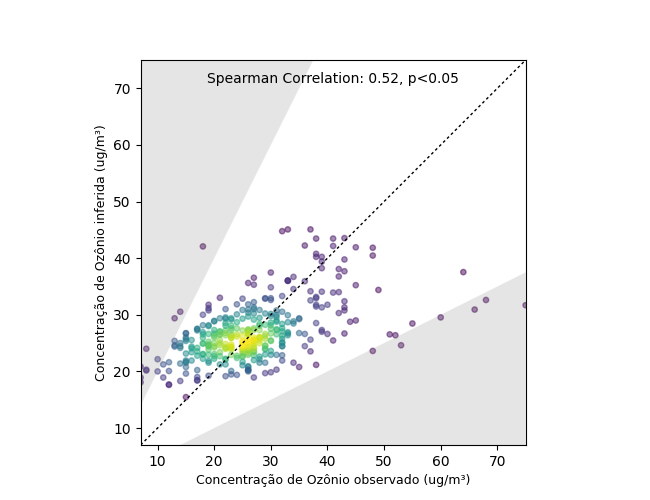 Spearman Correlation: 0.52, p<0.05
Concentração de Ozônio inferida (ug/m³)
70
60
50
40
30
20
10
10 20 30 40 50 60 70
Concentração de Ozônio observado (ug/m³)